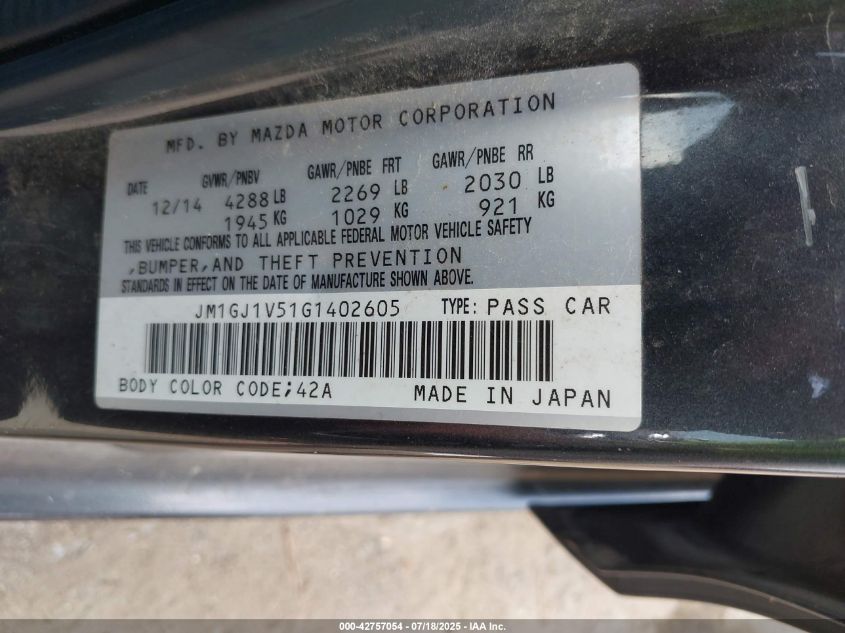 MFD. BY MAZDA MOTOR CORPORATION
DATE GVWR/PNBV GAWR/PNBE FRT GAWR/PNBE RR
12/14 4288 LB 2269 LB 2030 LB
1945 KG 1029 KG 921 KG
THIS VEHICLE CONFORMS TO ALL APPLICABLE FEDERAL MOTOR VEHICLE SAFETY
,BUMPER,AND THEFT PREVENTION
STANDARDS IN EFFECT ON THE DATE OF MANUFACTURE SHOWN ABOVE.
JM1GJ1V51G1402605 TYPE: PASS CAR
BODY COLOR CODE;42A MADE IN JAPAN
000-42757054 - 07/18/2025 - IAA Inc.